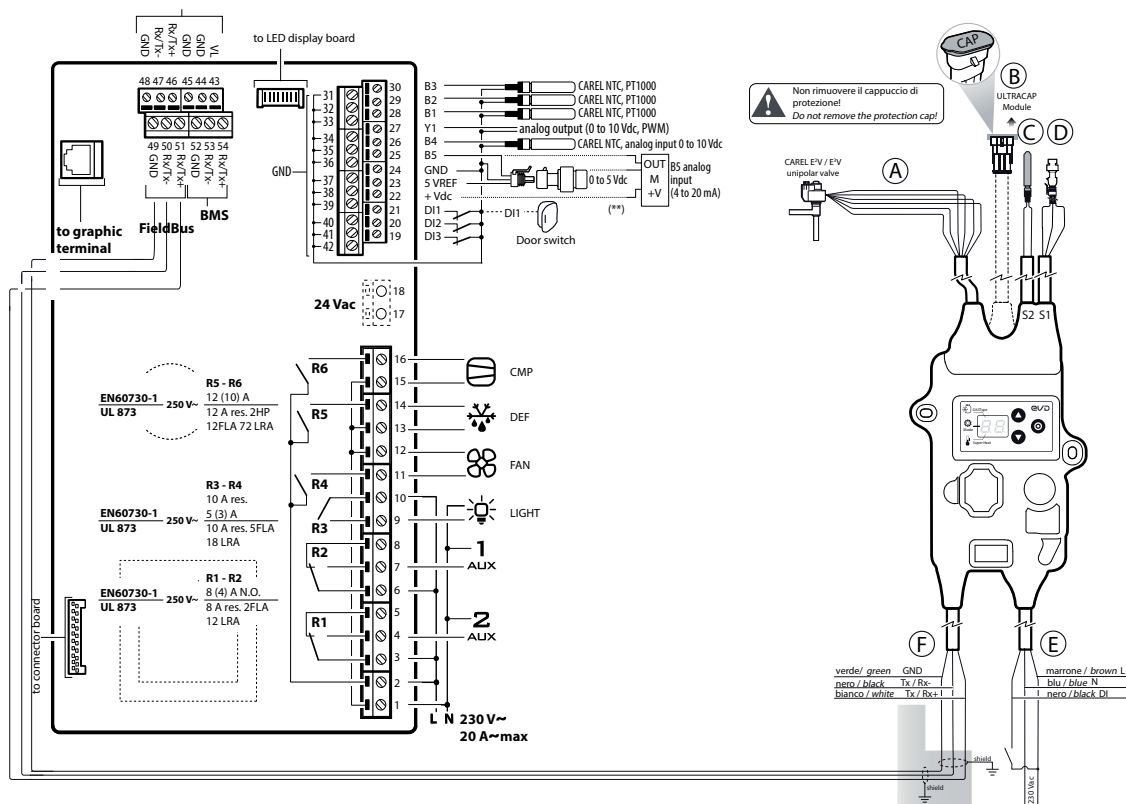 GND
Rx/Tx-
Rx/Tx+
GND
GND
VL
48 47 46 45 44 43
49 50 51 52 53 54
GND
Rx/Tx-
Rx/Tx+
GND
Rx/Tx-
Rx/Tx+
FieldBus
BMS
to graphic
terminal
to LED display board
GND
31
32
33
34
35
36
37
38
39
40
41
42
30
29
28
27
26
25
24
23
22
21
20
19
B3
B2
B1
Y1
B4
B5
GND
5 VREF
+ Vdc
DI1
DI2
DI3
CAREL NTC, PT1000
CAREL NTC, PT1000
CAREL NTC, PT1000
analog output (0 to 10 Vdc, PWM)
CAREL NTC, analog input 0 to 10 Vdc
0 to 5 Vdc
OUT
M
+V
B5 analog
input
(4 to 20 mA)
(**)
DI1
Door switch
24 Vac
18
17
R6
R5
R4
R3
R2
R1
16
15
14
13
12
11
10
9
8
7
6
5
4
3
2
1
CMP
DEF
FAN
LIGHT
1
AUX
2
AUX
L N 230 V~
20 A~max
EN60730-1
UL 873
250 V~
R5 - R6
12 (10) A
12 A res. 2HP
12FLA 72 LRA
EN60730-1
UL 873
250 V~
R3 - R4
10 A res.
5 (3) A
10 A res. 5FLA
18 LRA
EN60730-1
UL 873
250 V~
R1 - R2
8 (4) A N.O.
8 A res. 2FLA
12 LRA
to connector board
CAP
Non rimuovere il cappuccio di
protezione!
Do not remove the protection cap!
B
ULTRACAP
Module
C
D
CAREL E²V / E³V
unipolar valve
A
S2
S1
GAS Type
Mode
Super Heat
88
evD
F
E
verde/ green GND
nero / black Tx / Rx-
bianco / white Tx / Rx+
marrone / brown L
blu / blue N
nero / black DI
shield
shield
230 Vac